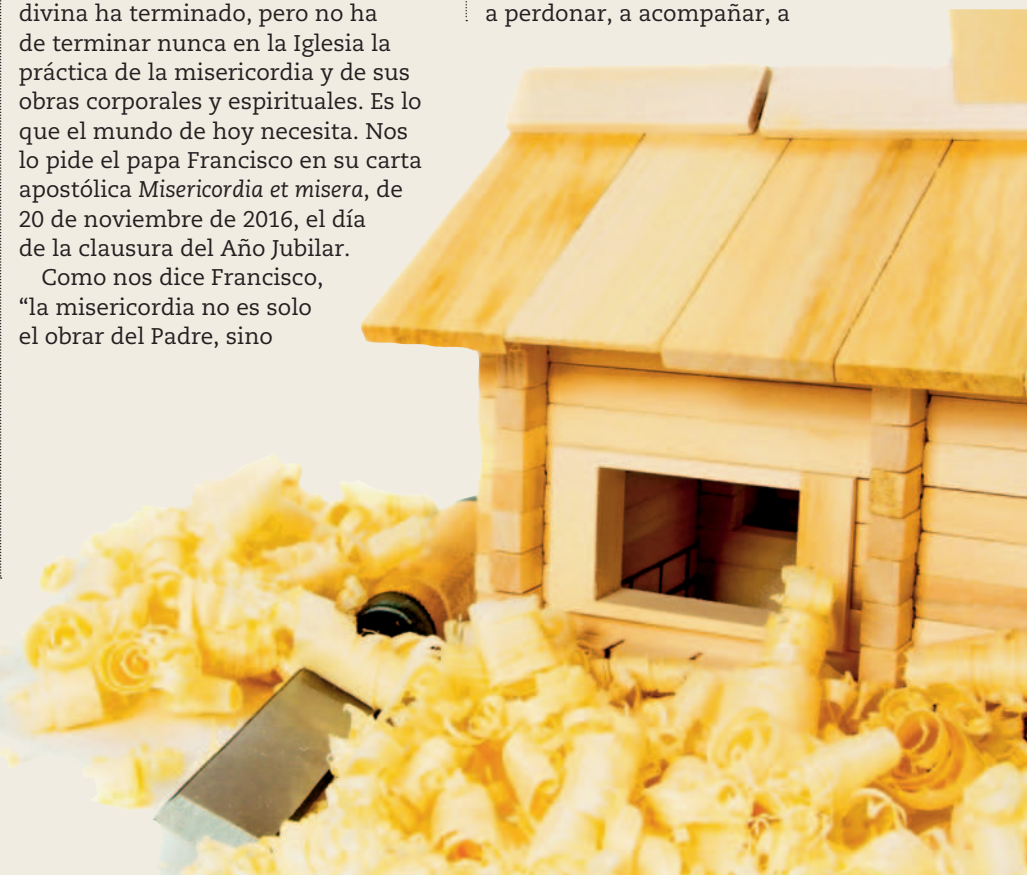 divina ha terminado, pero no ha
de terminar nunca en la Iglesia la
práctica de la misericordia y de sus
obras corporales y espirituales. Es lo
que el mundo de hoy necesita. Nos
lo pide el papa Francisco en su carta
apostólica Misericordia et misera, de
20 de noviembre de 2016, el día
de la clausura del Año Jubilar.
Como nos dice Francisco,
“la misericordia no es solo
el obrar del Padre, sino
a perdonar, a acompañar, a